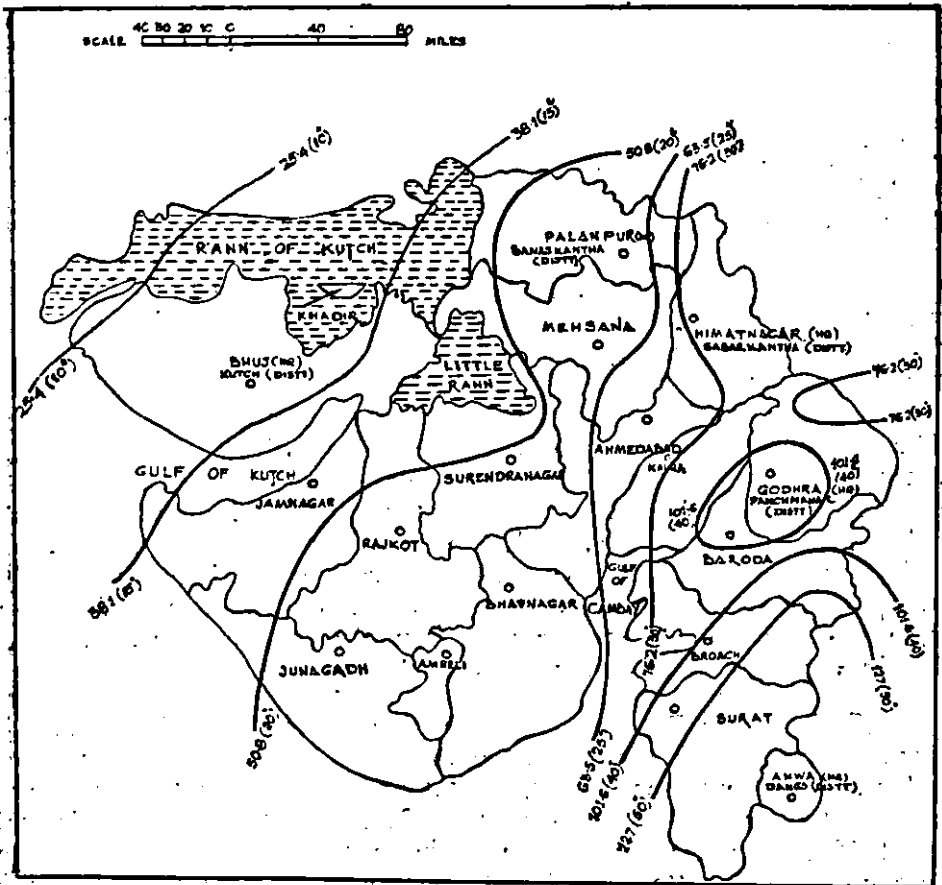 SCALE 40 30 20 10 0 40 80 MILES
25.4 (10")
38.1 (15")
50.8 (20")
63.5 (25")
76.2 (30")
RANN OF KUTCH
PALANPUR
BANASKANTHA
(DISTT)
KHADIR
MEHSANA
HIMATNAGAR (HQ)
SABARKANTHA (DISTT)
BHUJ (HQ)
KUTCH (DISTT)
LITTLE
RANN
25.4 (10")
76.2 (30")
76.2 (30")
AHMEDABAD
KAIRA
GULF OF KUTCH
SURENDRANAGAR
JAMNAGAR
GODHRA
(HQ)
PANCHMAHAL
(DISTT)
101.6
(40)
101.6
(40)
RAJKOT
BARODA
GULF
OF
CAMBAY
BHAVNAGAR
38.1 (15")
JUNAGADH
AMRELI
76.2 (30")
BROACH
101.6 (40")
127 (50")
SURAT
50.8 (20")
63.5 (25")
101.6 (40")
127 (50")
AHWA (HQ)
DANGS (DISTT)